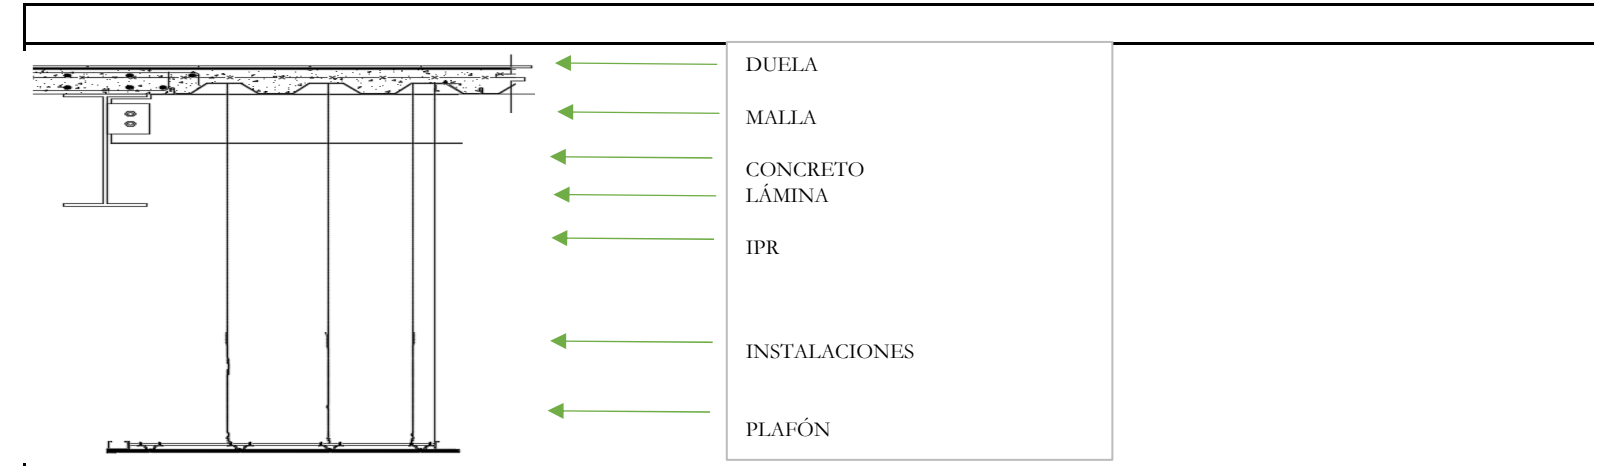 DUELA
MALLA
CONCRETO
LÁMINA
IPR
INSTALACIONES
PLAFÓN